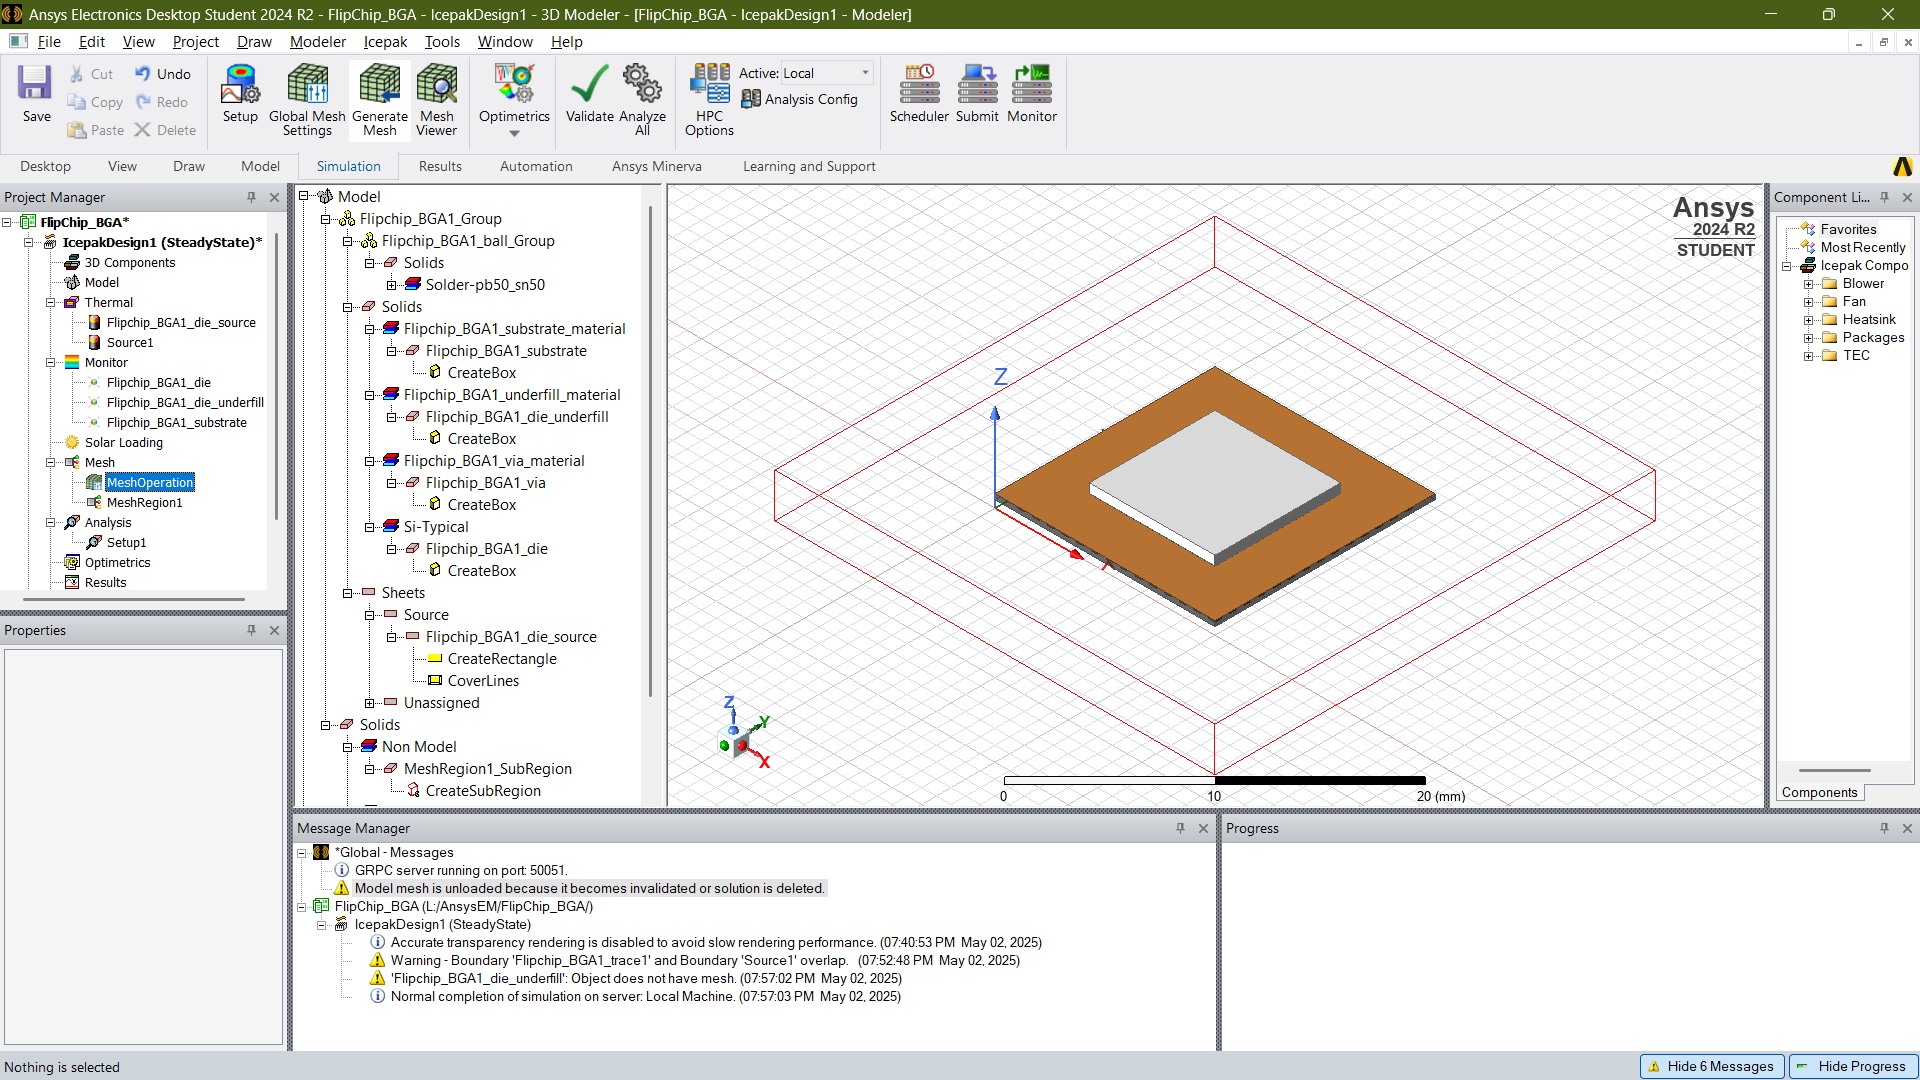 Ansys Electronics Desktop Student 2024 R2 - FlipChip_BGA - IcepakDesign1 - 3D Modeler - [FlipChip_BGA - IcepakDesign1 - Modeler]
File Edit View Project Draw Modeler Icepak Tools Window Help
Save
Cut
Copy
Paste
Undo
Redo
Delete
Setup
Global Mesh Settings
Generate Mesh
Mesh Viewer
Optimetrics
Validate
Analyze All
HPC Options
Active: Local
Analysis Config
Scheduler
Submit
Monitor
Desktop View Draw Model Simulation Results Automation Ansys Minerva Learning and Support
Project Manager
FlipChip_BGA*
IcepakDesign1 (SteadyState)*
3D Components
Model
Thermal
Flipchip_BGA1_die_source
Source1
Monitor
Flipchip_BGA1_die
Flipchip_BGA1_die_underfill
Flipchip_BGA1_substrate
Solar Loading
Mesh
MeshOperation
MeshRegion1
Analysis
Setup1
Optimetrics
Results
Properties
Model
Flipchip_BGA1_Group
Flipchip_BGA1_ball_Group
Solids
Solder-pb50_sn50
Solids
Flipchip_BGA1_substrate_material
Flipchip_BGA1_substrate
CreateBox
Flipchip_BGA1_underfill_material
Flipchip_BGA1_die_underfill
CreateBox
Flipchip_BGA1_via_material
Flipchip_BGA1_via
CreateBox
Si-Typical
Flipchip_BGA1_die
CreateBox
Sheets
Source
Flipchip_BGA1_die_source
CreateRectangle
CoverLines
Unassigned
Solids
Non Model
MeshRegion1_SubRegion
CreateSubRegion
Ansys
2024 R2
STUDENT
Z
X
Z
Y
X
0 10 20 (mm)
Component Li...
Favorites
Most Recently
Icepak Compo
Blower
Fan
Heatsink
Packages
TEC
Components
Message Manager
*Global - Messages
GRPC server running on port: 50051.
Model mesh is unloaded because it becomes invalidated or solution is deleted.
FlipChip_BGA (L:/AnsysEM/FlipChip_BGA/)
IcepakDesign1 (SteadyState)
Accurate transparency rendering is disabled to avoid slow rendering performance. (07:40:53 PM May 02, 2025)
Warning - Boundary 'Flipchip_BGA1_trace1' and Boundary 'Source1' overlap. (07:52:48 PM May 02, 2025)
'Flipchip_BGA1_die_underfill': Object does not have mesh. (07:57:02 PM May 02, 2025)
Normal completion of simulation on server: Local Machine. (07:57:03 PM May 02, 2025)
Progress
Nothing is selected
Hide 6 Messages
Hide Progress